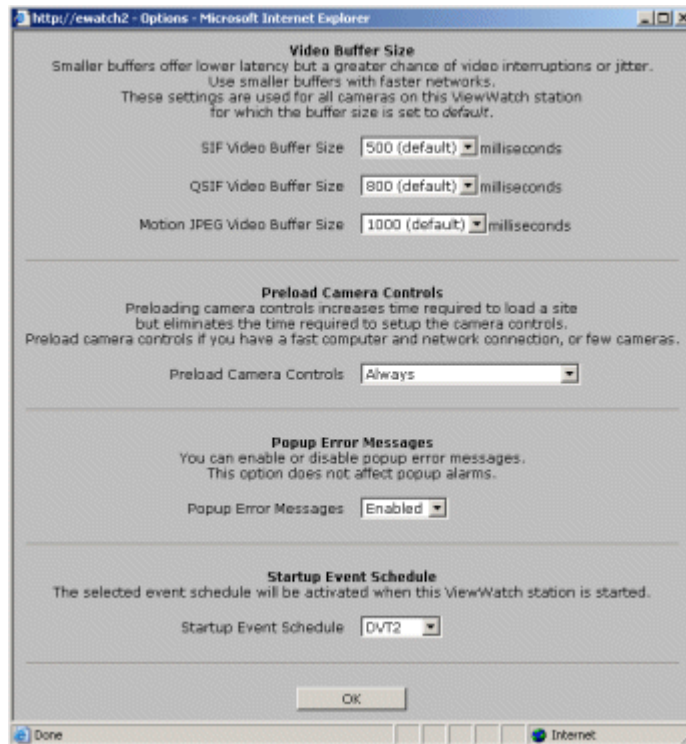 http://ewatch2 - Options - Microsoft Internet Explorer
Video Buffer Size
Smaller buffers offer lower latency but a greater chance of video interruptions or jitter.
Use smaller buffers with faster networks.
These settings are used for all cameras on this ViewWatch station
for which the buffer size is set to default.
SIF Video Buffer Size 500 (default) milliseconds
QSIF Video Buffer Size 800 (default) milliseconds
Motion JPEG Video Buffer Size 1000 (default) milliseconds
Preload Camera Controls
Preloading camera controls increases time required to load a site
but eliminates the time required to setup the camera controls.
Preload camera controls if you have a fast computer and network connection, or few cameras.
Preload Camera Controls Always
Popup Error Messages
You can enable or disable popup error messages.
This option does not affect popup alarms.
Popup Error Messages Enabled
Startup Event Schedule
The selected event schedule will be activated when this ViewWatch station is started.
Startup Event Schedule DVT2
OK
Done Internet